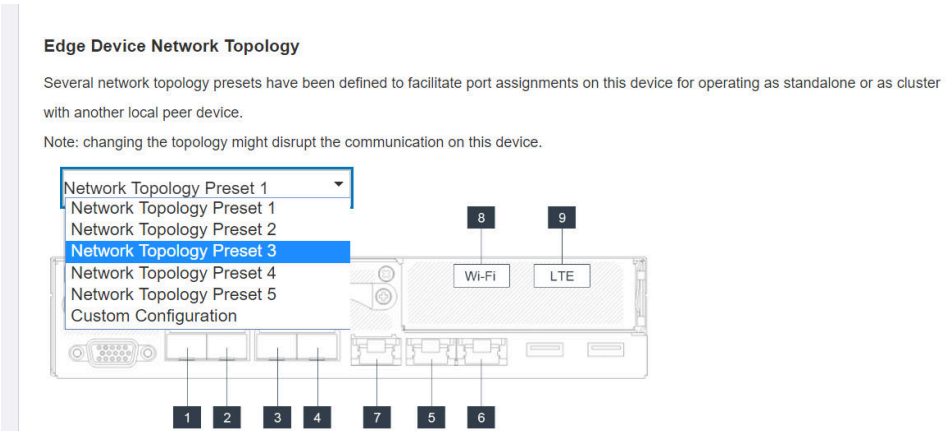 Edge Device Network Topology
Several network topology presets have been defined to facilitate port assignments on this device for operating as standalone or as cluster
with another local peer device.
Note: changing the topology might disrupt the communication on this device.
Network Topology Preset 1
Network Topology Preset 1
Network Topology Preset 2
Network Topology Preset 3
Network Topology Preset 4
Network Topology Preset 5
Custom Configuration
8 9
Wi-Fi LTE
1 2 3 4 7 5 6